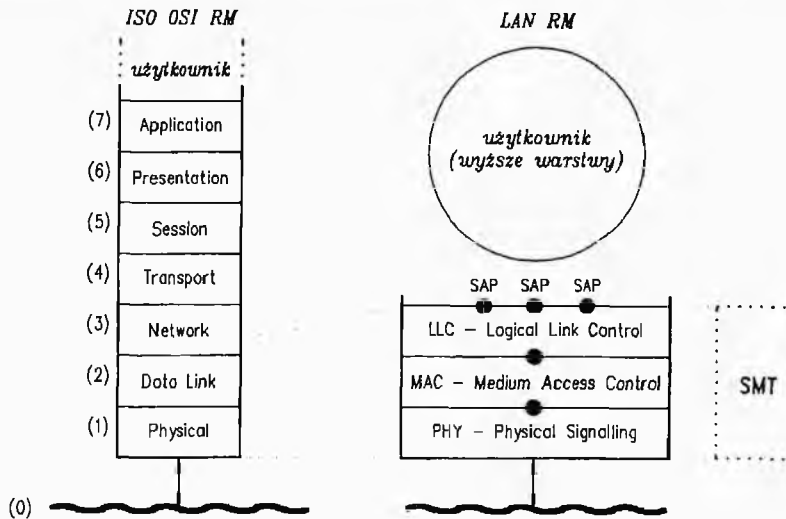 ISO OSI RM
użytkownik
(7) Application
(6) Presentation
(5) Session
(4) Transport
(3) Network
(2) Data Link
(1) Physical
(0)
LAN RM
użytkownik
(wyższe warstwy)
SAP SAP SAP
LLC – Logical Link Control
MAC – Medium Access Control
PHY – Physical Signalling
SMT